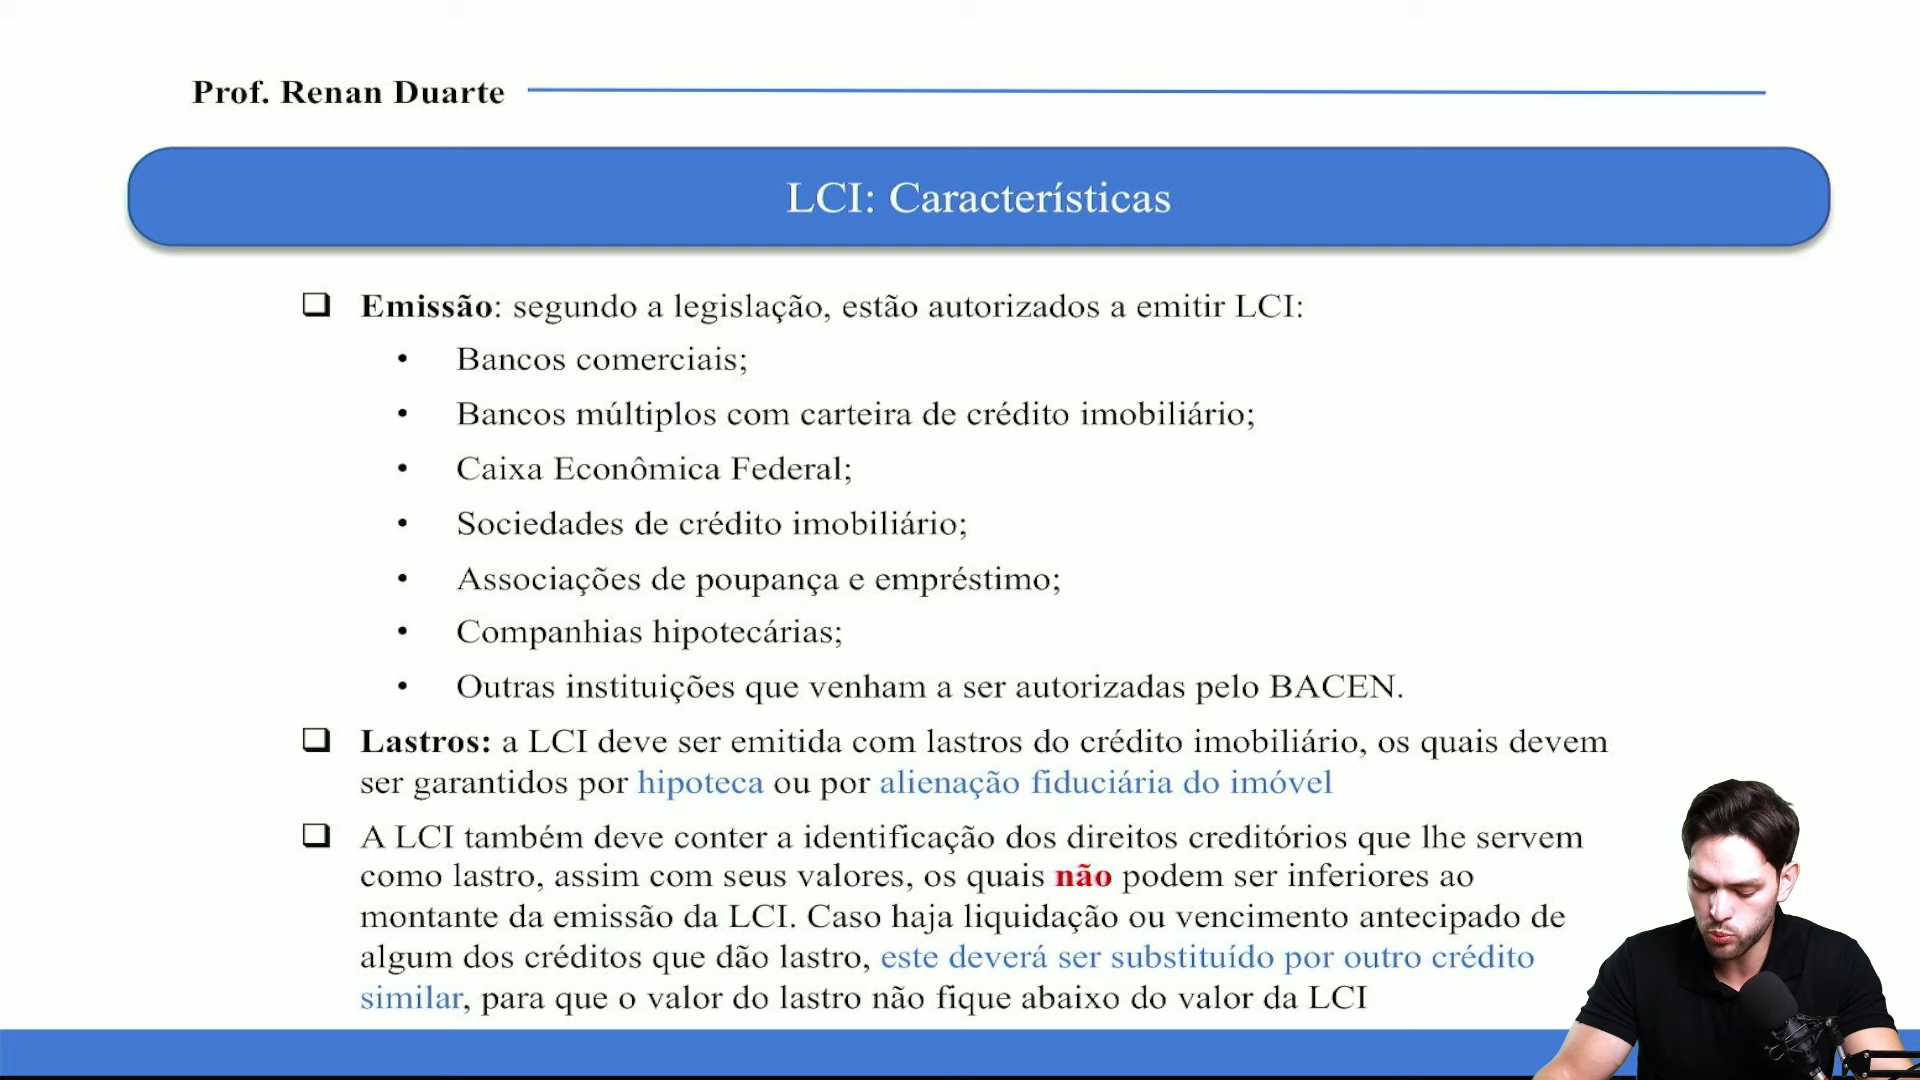 Prof. Renan Duarte
LCI: Características
❑ Emissão: segundo a legislação, estão autorizados a emitir LCI:
• Bancos comerciais;
• Bancos múltiplos com carteira de crédito imobiliário;
• Caixa Econômica Federal;
• Sociedades de crédito imobiliário;
• Associações de poupança e empréstimo;
• Companhias hipotecárias;
• Outras instituições que venham a ser autorizadas pelo BACEN.
❑ Lastros: a LCI deve ser emitida com lastros do crédito imobiliário, os quais devem
ser garantidos por hipoteca ou por alienação fiduciária do imóvel
❑ A LCI também deve conter a identificação dos direitos creditórios que lhe servem
como lastro, assim com seus valores, os quais não podem ser inferiores ao
montante da emissão da LCI. Caso haja liquidação ou vencimento antecipado de
algum dos créditos que dão lastro, este deverá ser substituído por outro crédito
similar, para que o valor do lastro não fique abaixo do valor da LCI